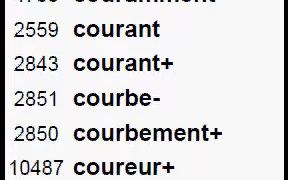 2559 courant
2843 courant+
2851 courbe-
2850 courbement+
10487 coureur+